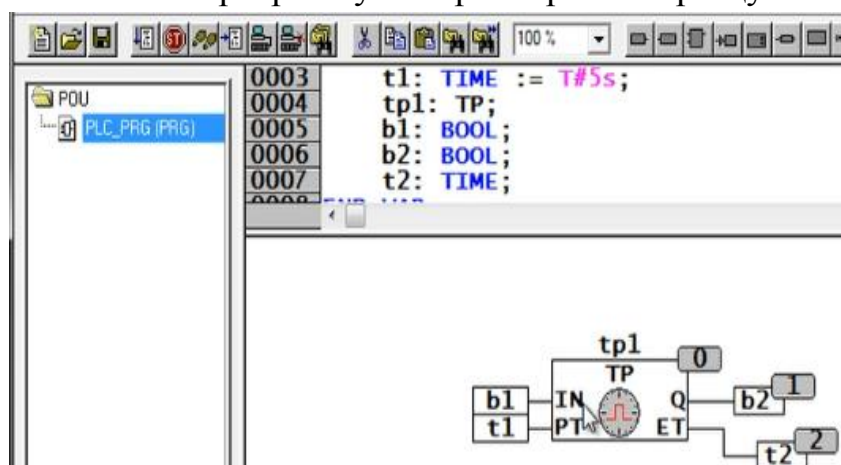 100 %
POU
PLC_PRG (PRG)
0003 t1: TIME := T#5s;
0004 tp1: TP;
0005 b1: BOOL;
0006 b2: BOOL;
0007 t2: TIME;
tp1
0
TP
b1 IN Q b2 1
t1 PT ET
t2 2